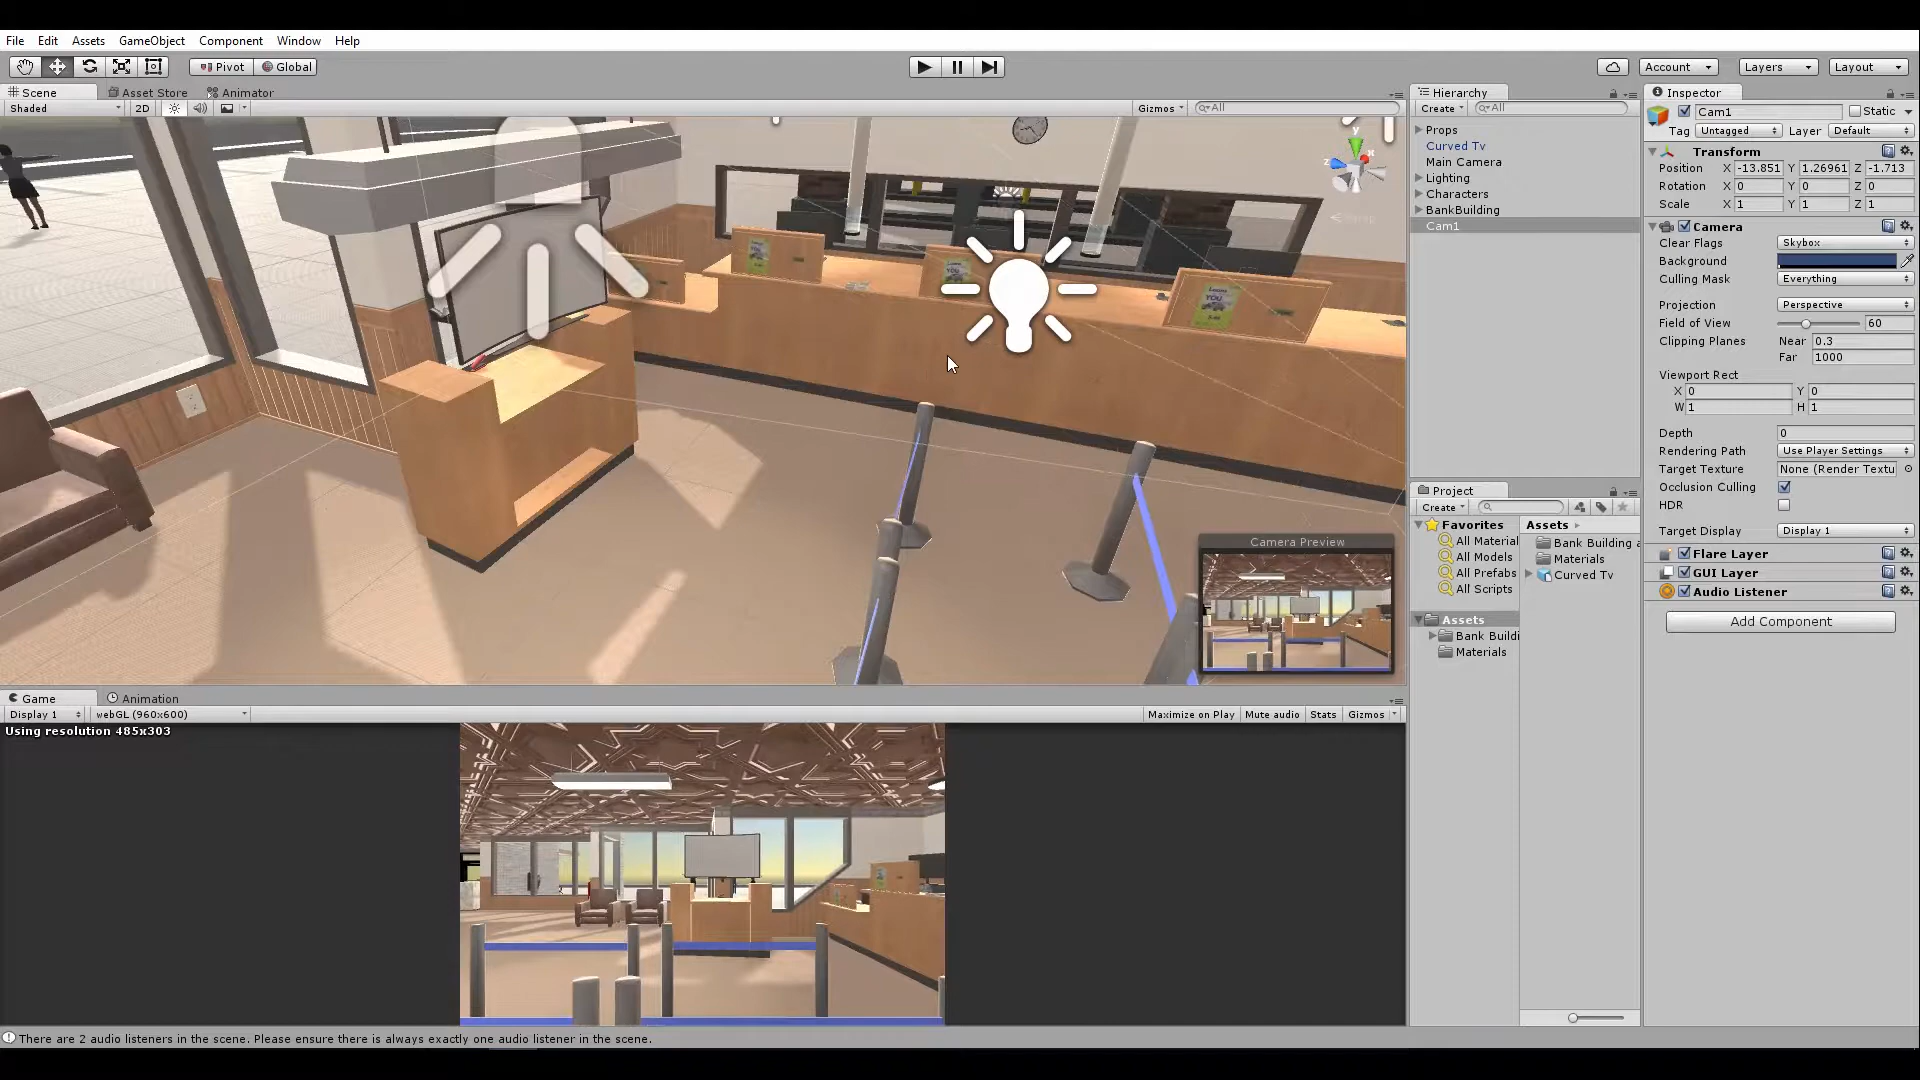 File Edit Assets GameObject Component Window Help
Pivot Global Account Layers Layout
Scene Asset Store Animator
Shaded 2D Gizmos All
YOU
Camera Preview
Game Animation
Display 1 webGL (960x600) Maximize on Play Mute audio Stats Gizmos
Using resolution 485x303
There are 2 audio listeners in the scene. Please ensure there is always exactly one audio listener in the scene.
Hierarchy
Create All
Props
Curved Tv
Main Camera
Lighting
Characters
BankBuilding
Cam1
Project
Create
Favorites
All Material
All Models
All Prefabs
All Scripts
Assets
Bank Buildi
Materials
Assets
Bank Building a
Materials
Curved Tv
Inspector
Cam1 Static
Tag Untagged Layer Default
Transform
Position X -13.851 Y 1.26961 Z -1.713
Rotation X 0 Y 0 Z 0
Scale X 1 Y 1 Z 1
Camera
Clear Flags Skybox
Background
Culling Mask Everything
Projection Perspective
Field of View 60
Clipping Planes Near 0.3
Far 1000
Viewport Rect
X 0 Y 0
W 1 H 1
Depth 0
Rendering Path Use Player Settings
Target Texture None (Render Textu
Occlusion Culling
HDR
Target Display Display 1
Flare Layer
GUI Layer
Audio Listener
Add Component